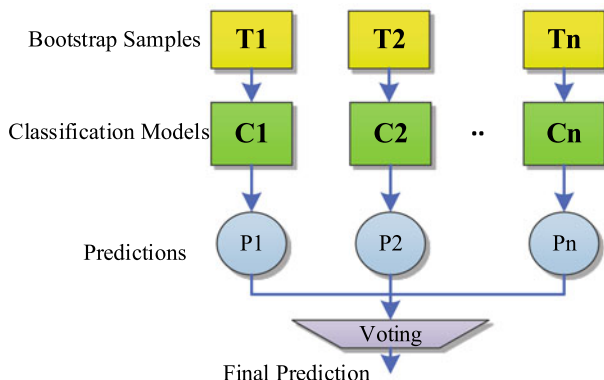 Bootstrap Samples T1 T2 Tn
Classification Models C1 C2 .. Cn
Predictions P1 P2 Pn
Voting
Final Prediction